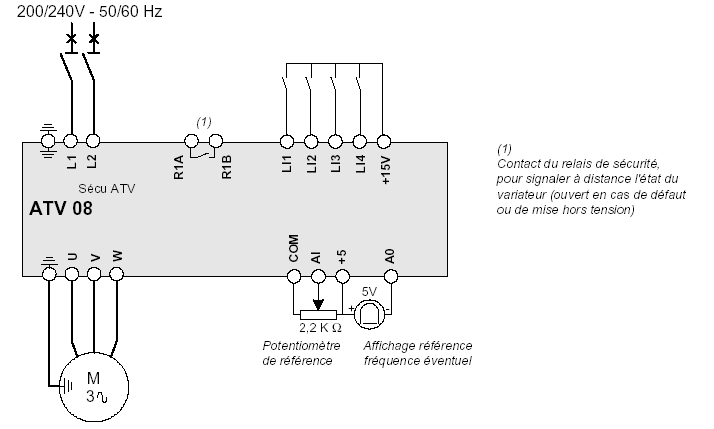 200/240V - 50/60 Hz
(1)
L1
L2
R1A
R1B
LI1
LI2
LI3
LI4
+15V
(1)
Contact du relais de sécurité,
pour signaler à distance l'état du
variateur (ouvert en cas de défaut
ou de mise hors tension)
Sécu ATV
ATV 08
U
V
W
COM
AI
+5
A0
5V
+
-
2,2 K Ω
Potentiomètre
de référence
Affichage référence
fréquence éventuel
M
3~